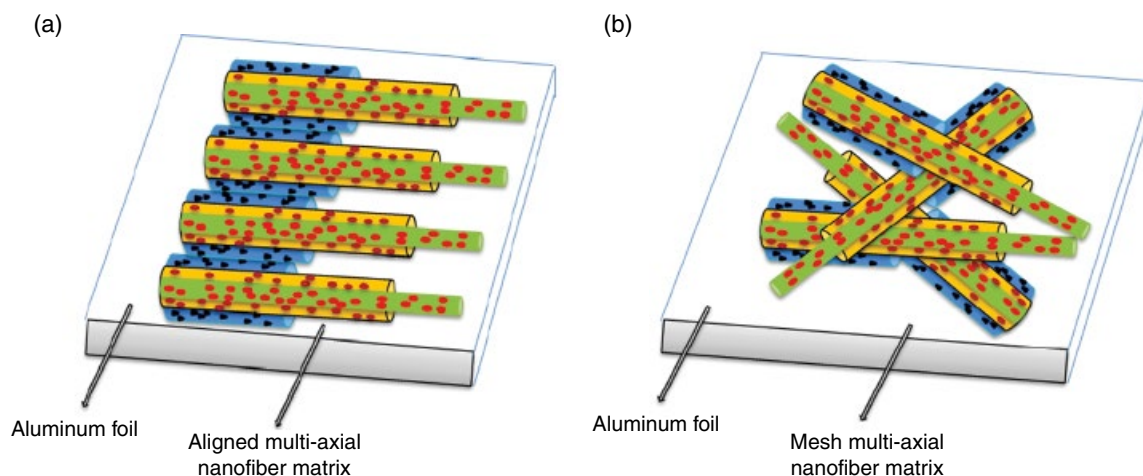 (a)
(b)
Aluminum foil
Aligned multi-axial
nanofiber matrix
Aluminum foil
Mesh multi-axial
nanofiber matrix